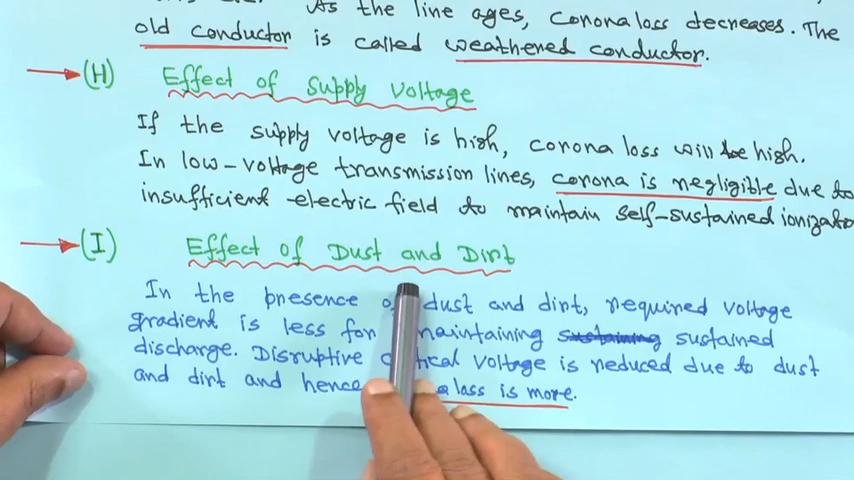 As the line ages, corona loss decreases. The
old conductor is called weathered conductor.
(H) Effect of Supply Voltage
If the supply voltage is high, corona loss will be high.
In low-voltage transmission lines, corona is negligible due to
insufficient electric field to maintain self-sustained ionizatio
(I) Effect of Dust and Dirt
In the presence of dust and dirt, required voltage
gradient is less for maintaining sustaining sustained
discharge. Disruptive critical voltage is reduced due to dust
and dirt and hence loss is more.